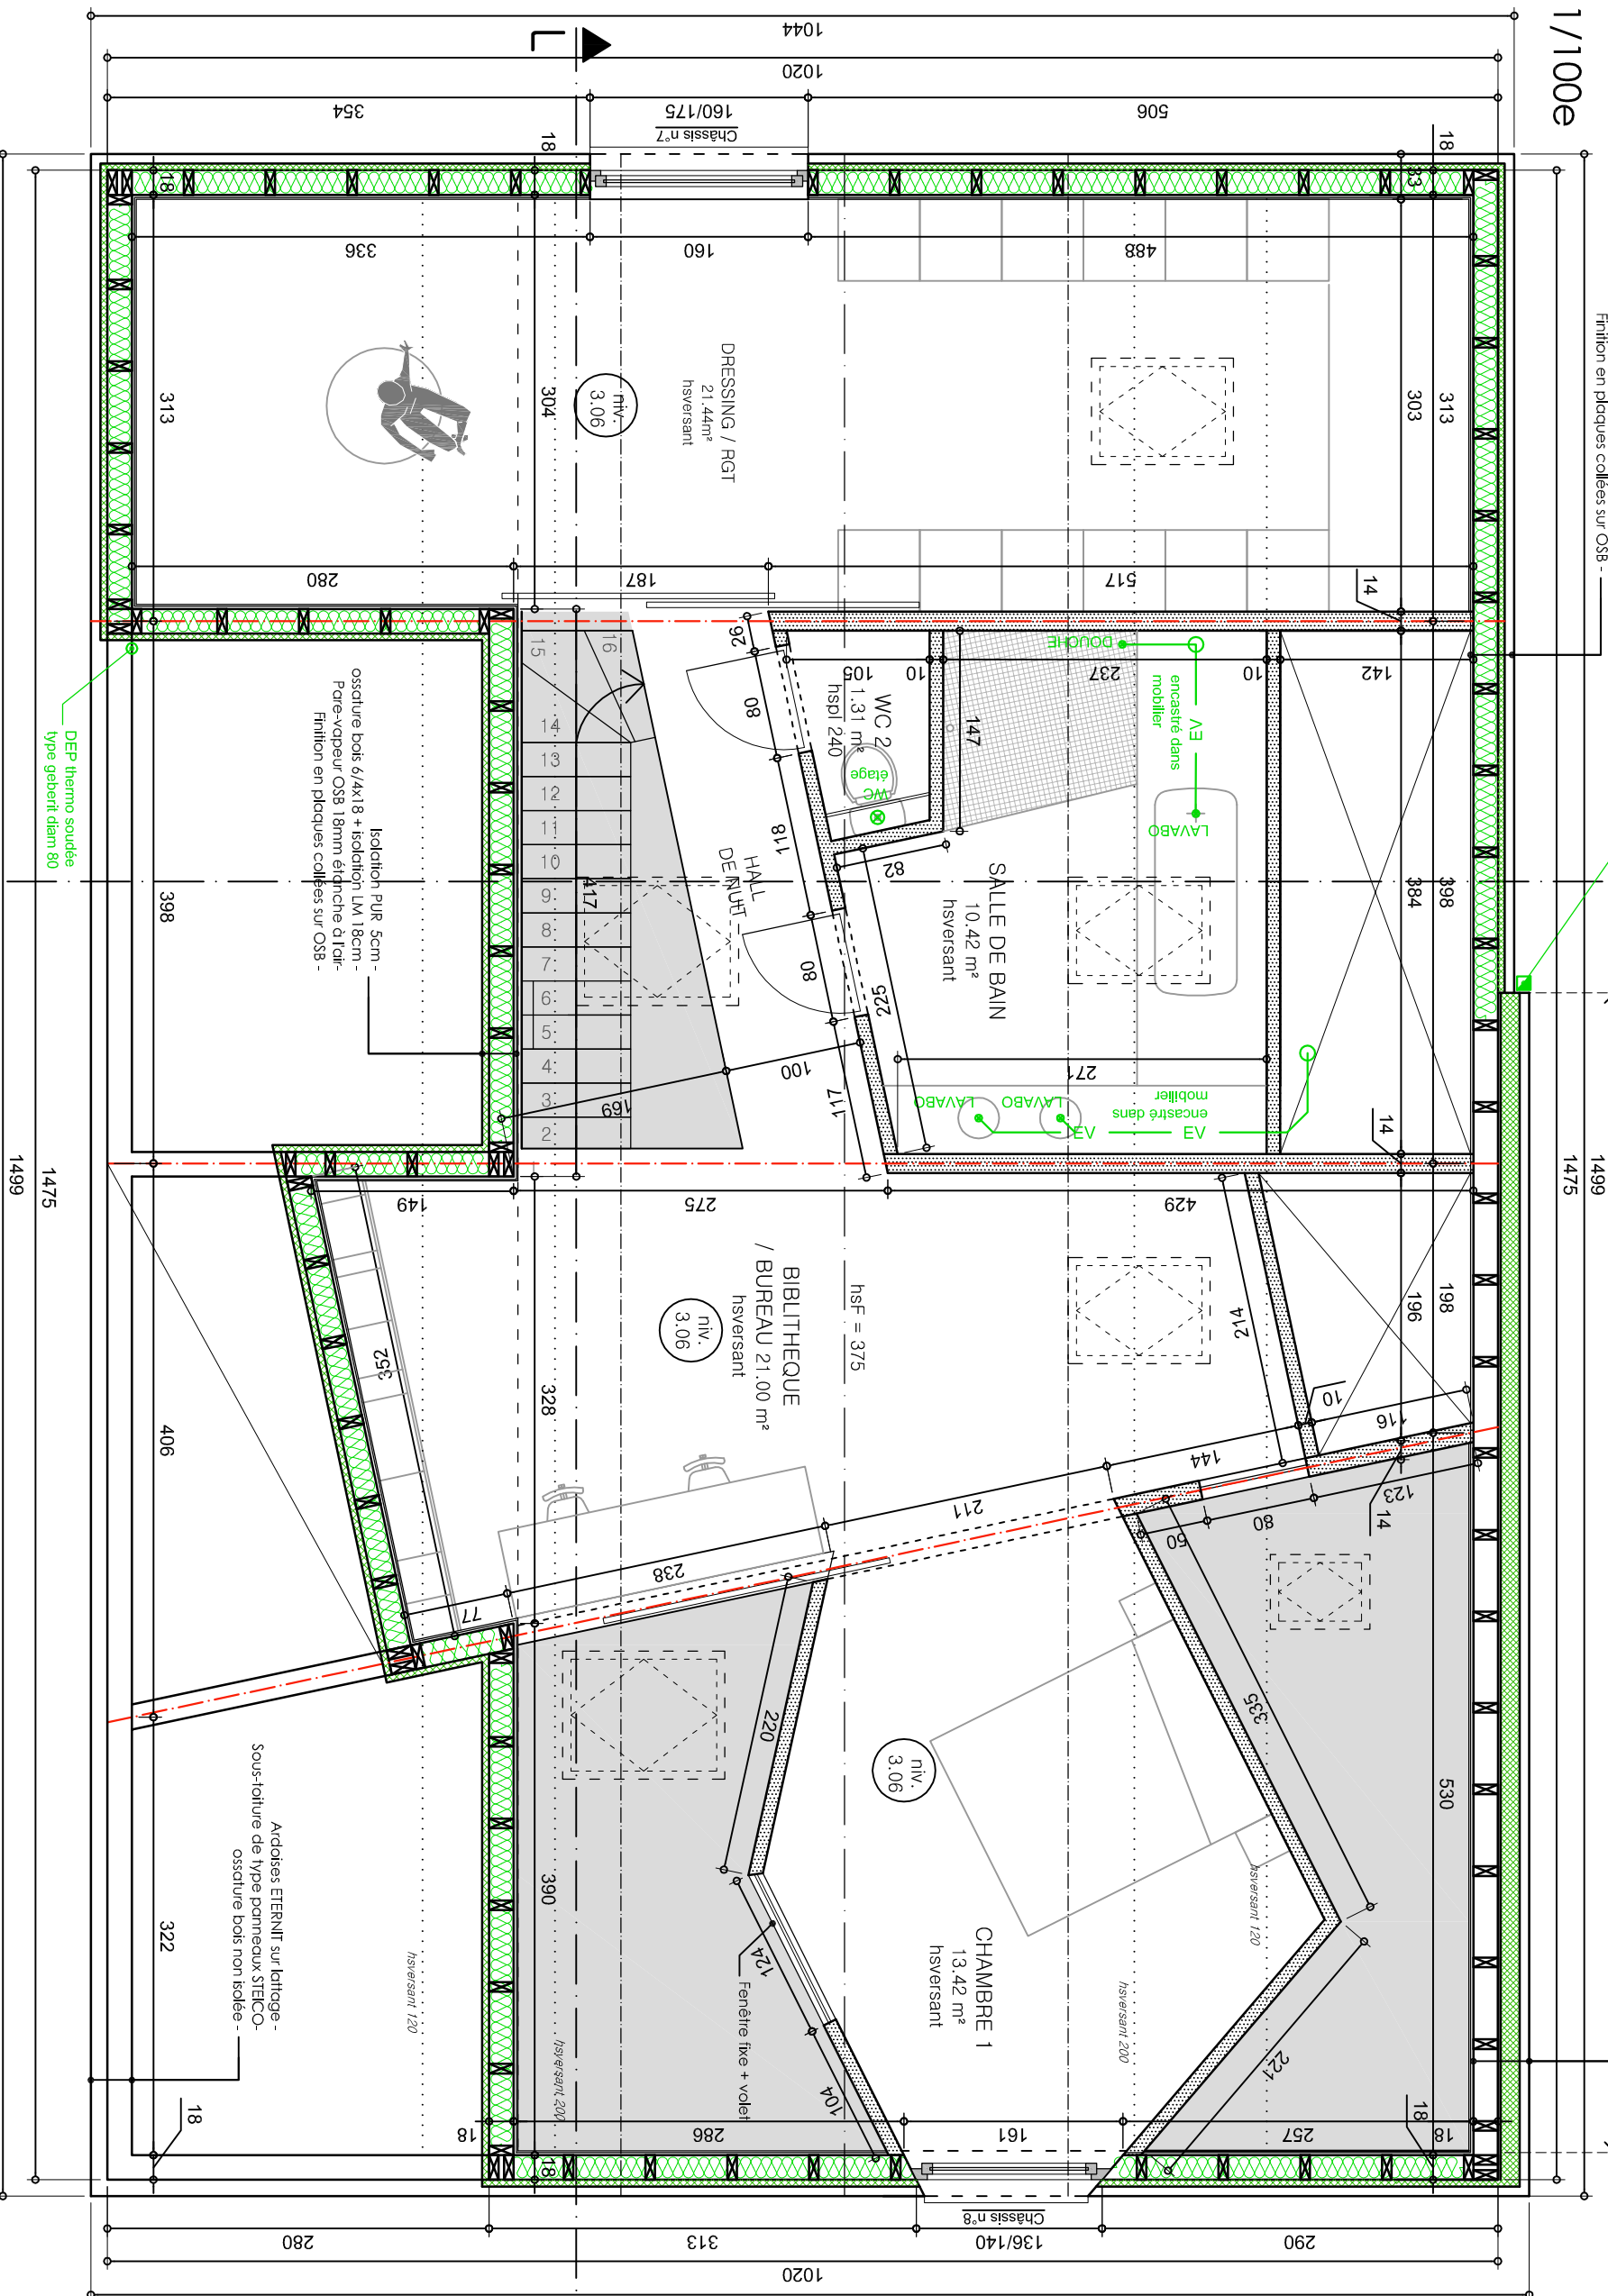 1/100e
1044
1020
354
160/175
Châssis n°7
506
18
18
33
18
336
160
488
DRESSING / RGT
21.44m²
hsversant
niv.
3.06
313
304
303
313
Finition en plaques collées sur OSB -
280
187
517
14
26
80
118
80
117
105
10
237
10
142
WC 2
1.31 m²
hspl 240
WC
étage
DOUCHE
EV
encastré dans
mobilier
LAVABO
147
82
225
SALLE DE BAIN
10.42 m²
hsversant
HALL
DE NUIT
16
15
14
13
12
11
10
9
8
7
6
5
4
3
2
417
398
384
398
271
100
169
LAVABO
LAVABO
EV
EV
encastré dans
mobilier
14
DEP thermo soudée
type geberit diam 80
Isolation PUR 5cm -
ossature bois 6/4x18 + isolation LM 18cm -
Pare-vapeur OSB 18mm étanche à l'air-
Finition en plaques collées sur OSB -
1499
1475
1475
1499
149
275
429
BIBLITHEQUE
/ BUREAU 21.00 m²
hsversant
hsF = 375
niv.
3.06
352
406
328
214
196
198
10
116
144
211
238
77
123
80
50
14
220
335
530
niv.
3.06
CHAMBRE 1
13.42 m²
hsversant
hsversant 120
hsversant 200
hsversant 120
hsversant 200
Fenêtre fixe + volet
124
104
221
390
322
Ardoises ETERNIT sur lattage -
Sous-toiture de type panneaux STEICO-
ossature bois non isolée -
18
18
18
286
161
257
18
18
Châssis n°8
280
313
136/140
290
1020